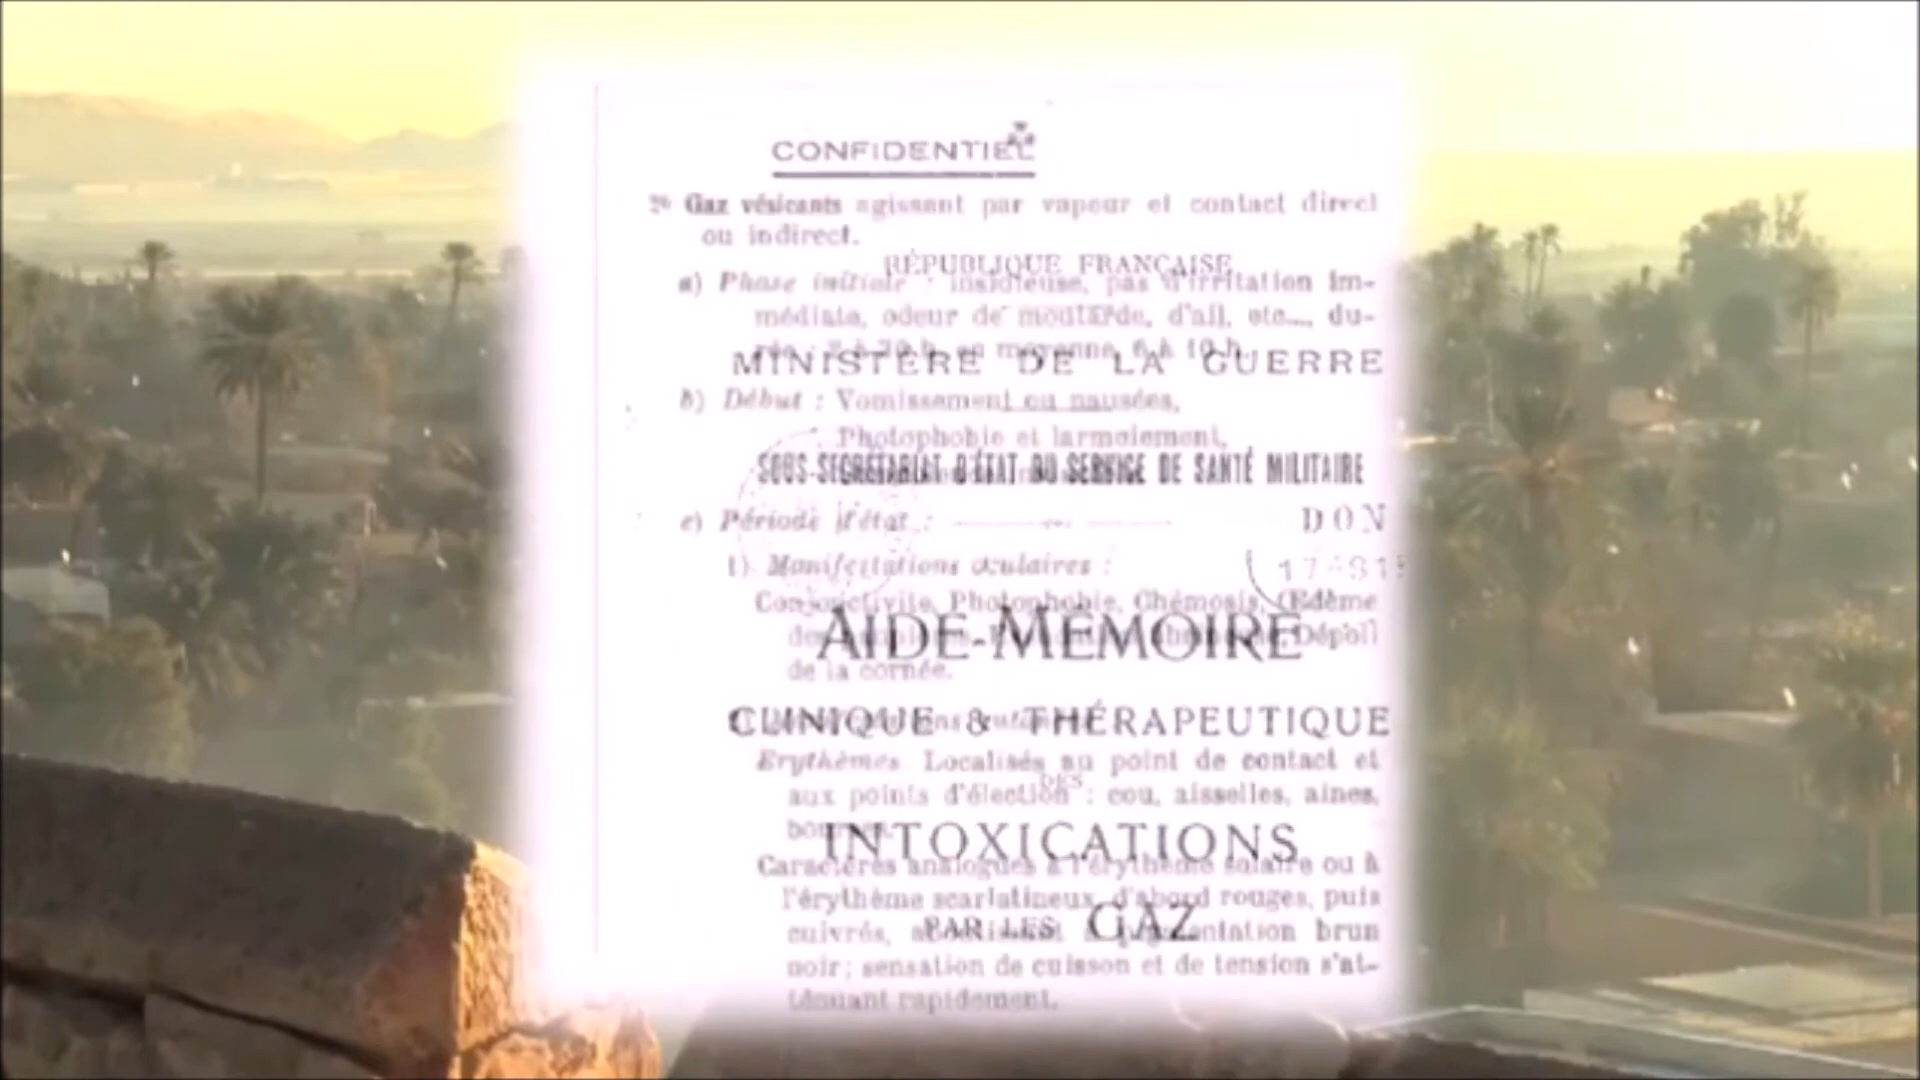 CONFIDENTIEL
Gaz vésicants agissant par vapeur et contact direct
ou indirect.
RÉPUBLIQUE FRANÇAISE
a) Phase initiale : insidieuse, pas d'irritation im-
médiate, odeur de moutarde, d'ail, etc..., du-
MINISTÈRE DE LA GUERRE
b) Début : Vomissement ou nausées,
Photophobie et larmoiement,
SOUS-SECRÉTARIAT D'ÉTAT DU SERVICE DE SANTÉ MILITAIRE
c) Période d'état :
DON
1) Manifestations oculaires :
Conjonctivite, Photophobie, Chémosis, Œdème
AIDE-MÉMOIRE
de la cornée.
CLINIQUE & THÉRAPEUTIQUE
Erythèmes Localisés au point de contact et
DES
aux points d'élection : cou, aisselles, aines,
INTOXICATIONS
Caractères analogues à l'érythème solaire ou à
l'érythème scarlatineux, d'abord rouges, puis
PAR LES GAZ
cuivrés, brun
noir ; sensation de cuisson et de tension s'at-
ténuant rapidement.